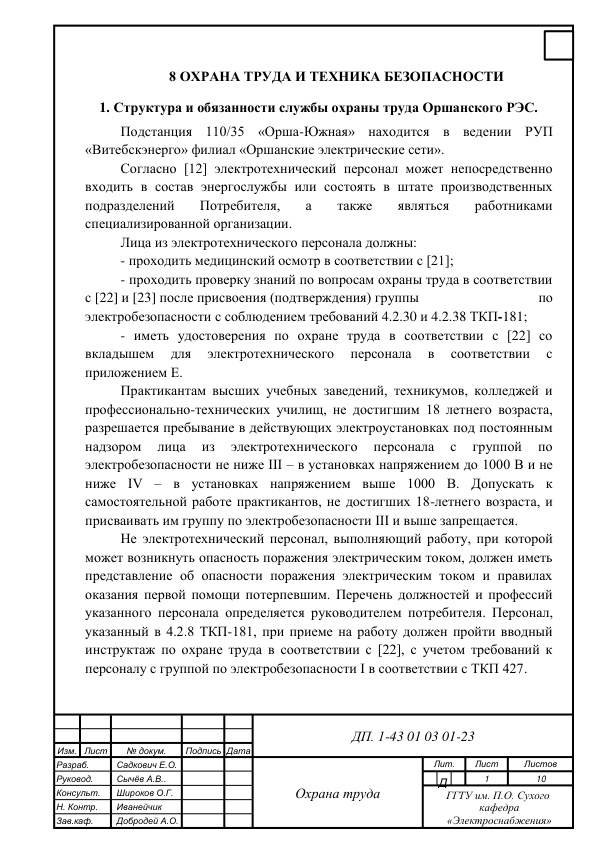 8 ОХРАНА ТРУДА И ТЕХНИКА БЕЗОПАСНОСТИ
1. Структура и обязанности службы охраны труда Оршанского РЭС.
Подстанция 110/35 «Орша-Южная» находится в ведении РУП
«Витебскэнерго» филиал «Оршанские электрические сети».
Согласно [12] электротехнический персонал может непосредственно
входить в состав энергослужбы или состоять в штате производственных
подразделений Потребителя, а также являться работниками
специализированной организации.
Лица из электротехнического персонала должны:
- проходить медицинский осмотр в соответствии с [21];
- проходить проверку знаний по вопросам охраны труда в соответствии
с [22] и [23] после присвоения (подтверждения) группы по
электробезопасности с соблюдением требований 4.2.30 и 4.2.38 ТКП-181;
- иметь удостоверения по охране труда в соответствии с [22] со
вкладышем для электротехнического персонала в соответствии с
приложением Е.
Практикантам высших учебных заведений, техникумов, колледжей и
профессионально-технических училищ, не достигшим 18 летнего возраста,
разрешается пребывание в действующих электроустановках под постоянным
надзором лица из электротехнического персонала с группой по
электробезопасности не ниже III – в установках напряжением до 1000 В и не
ниже IV – в установках напряжением выше 1000 В. Допускать к
самостоятельной работе практикантов, не достигших 18-летнего возраста, и
присваивать им группу по электробезопасности III и выше запрещается.
Не электротехнический персонал, выполняющий работу, при которой
может возникнуть опасность поражения электрическим током, должен иметь
представление об опасности поражения электрическим током и правилах
оказания первой помощи потерпевшим. Перечень должностей и профессий
указанного персонала определяется руководителем потребителя. Персонал,
указанный в 4.2.8 ТКП-181, при приеме на работу должен пройти вводный
инструктаж по охране труда в соответствии с [22], с учетом требований к
персоналу с группой по электробезопасности I в соответствии с ТКП 427.
ДП. 1-43 01 03 01-23
Изм. Лист № докум. Подпись Дата
Разраб. Садкович Е.О.
Руковод. Сычёв А.В..
Консульт. Широков О.Г.
Н. Контр. Иванейчик
Зав.каф. Добродей А.О.
Охрана труда
Лит. Лист Листов
Д 1 10
ГГТУ им. П.О. Сухого
кафедра
«Электроснабжения»